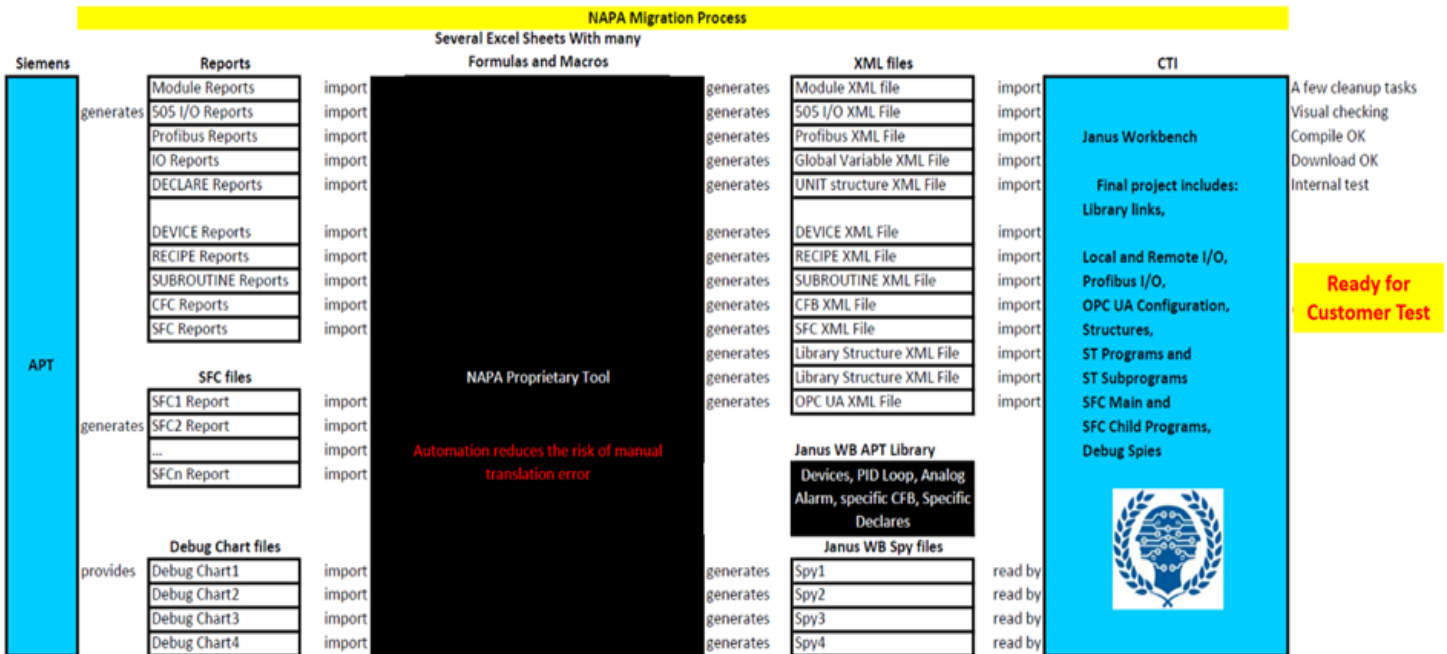 NAPA Migration Process
Several Excel Sheets With many
Siemens Reports Formulas and Macros XML files CTI
Module Reports import generates Module XML file import A few cleanup tasks
generates 505 I/O Reports import generates 505 I/O XML File import Visual checking
Profibus Reports import generates Profibus XML File import Janus Workbench Compile OK
IO Reports import generates Global Variable XML File import Download OK
DECLARE Reports import generates UNIT structure XML File import Final project includes: Internal test
Library links,
DEVICE Reports import generates DEVICE XML File import
RECIPE Reports import generates RECIPE XML File import Local and Remote I/O,
SUBROUTINE Reports import generates SUBROUTINE XML File import Profibus I/O, Ready for
CFC Reports import generates CFB XML File import OPC UA Configuration, Customer Test
SFC Reports import generates SFC XML File import Structures,
APT generates Library Structure XML File import ST Programs and
SFC files NAPA Proprietary Tool generates Library Structure XML File import ST Subprograms
SFC1 Report import generates OPC UA XML File import SFC Main and
generates SFC2 Report import SFC Child Programs,
... import Automation reduces the risk of manual Janus WB APT Library Debug Spies
SFCn Report import translation error Devices, PID Loop, Analog
Alarm, specific CFB, Specific
Declares
Debug Chart files Janus WB Spy files
provides Debug Chart1 import generates Spy1 read by
Debug Chart2 import generates Spy2 read by
Debug Chart3 import generates Spy3 read by
Debug Chart4 import generates Spy4 read by